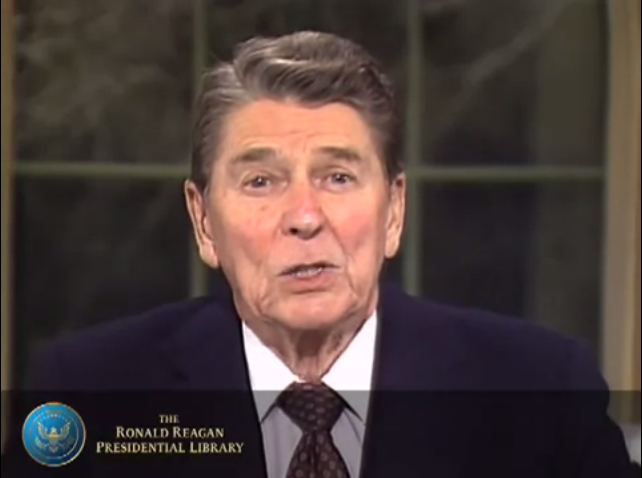 THE
RONALD REAGAN
PRESIDENTIAL LIBRARY